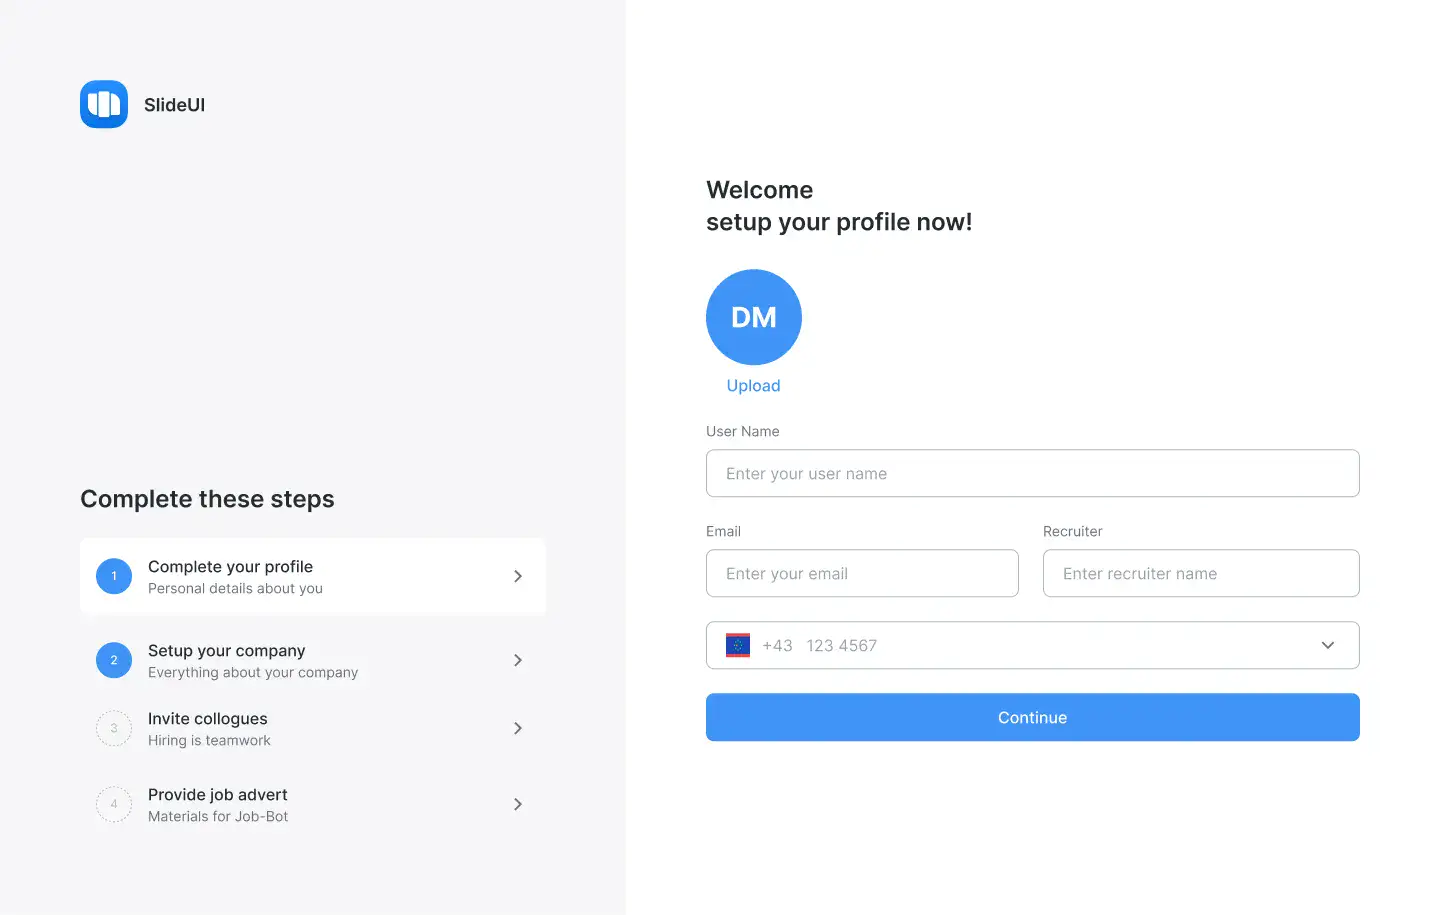 SlideUI
Complete these steps
1
Complete your profile
Personal details about you
2
Setup your company
Everything about your company
3
Invite collogues
Hiring is teamwork
4
Provide job advert
Materials for Job-Bot
Welcome
setup your profile now!
DM
Upload
User Name
Enter your user name
Email
Recruiter
Enter your email
Enter recruiter name
+43 123 4567
Continue